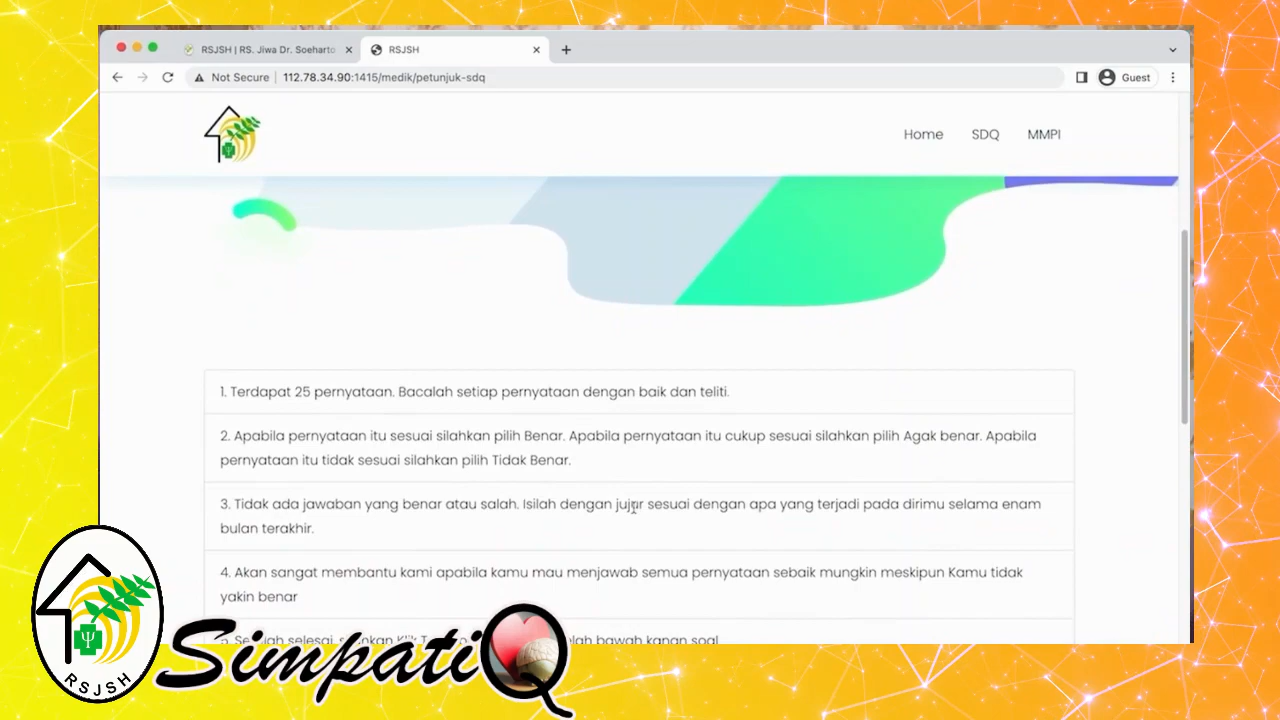 RSJSH | RS. Jiwa Dr. Soeharto
RSJSH
Not Secure
112.78.34.90:1415/medik/petunjuk-sdq
Guest
Home
SDQ
MMPI
1. Terdapat 25 pernyataan. Bacalah setiap pernyataan dengan baik dan teliti.
2. Apabila pernyataan itu sesuai silahkan pilih Benar. Apabila pernyataan itu cukup sesuai silahkan pilih Agak benar. Apabila
pernyataan itu tidak sesuai silahkan pilih Tidak Benar.
3. Tidak ada jawaban yang benar atau salah. Isilah dengan jujur sesuai dengan apa yang terjadi pada dirimu selama enam
bulan terakhir.
4. Akan sangat membantu kami apabila kamu mau menjawab semua pernyataan sebaik mungkin meskipun Kamu tidak
yakin benar
selesai, bawah kanan soal
RSJSH
SimpatiQ